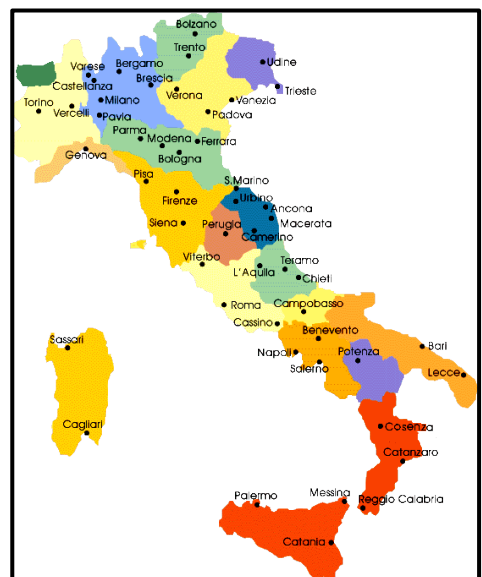 Bolzano
Trento
Udine
Bergamo
Varese
Brescia
Castellanza
Verona
Trieste
Torino
Milano
Venezia
Vercelli
Pavia
Padova
Parma
Modena
Ferrara
Genova
Bologna
Pisa
S.Marino
Firenze
Urbino
Ancona
Siena
Perugia
Macerata
Camerino
Viterbo
Teramo
L'Aquila
Chieti
Roma
Campobasso
Cassino
Benevento
Sassari
Napoli
Potenza
Bari
Salerno
Lecce
Cagliari
Cosenza
Catanzaro
Palermo
Messina
Reggio Calabria
Catania